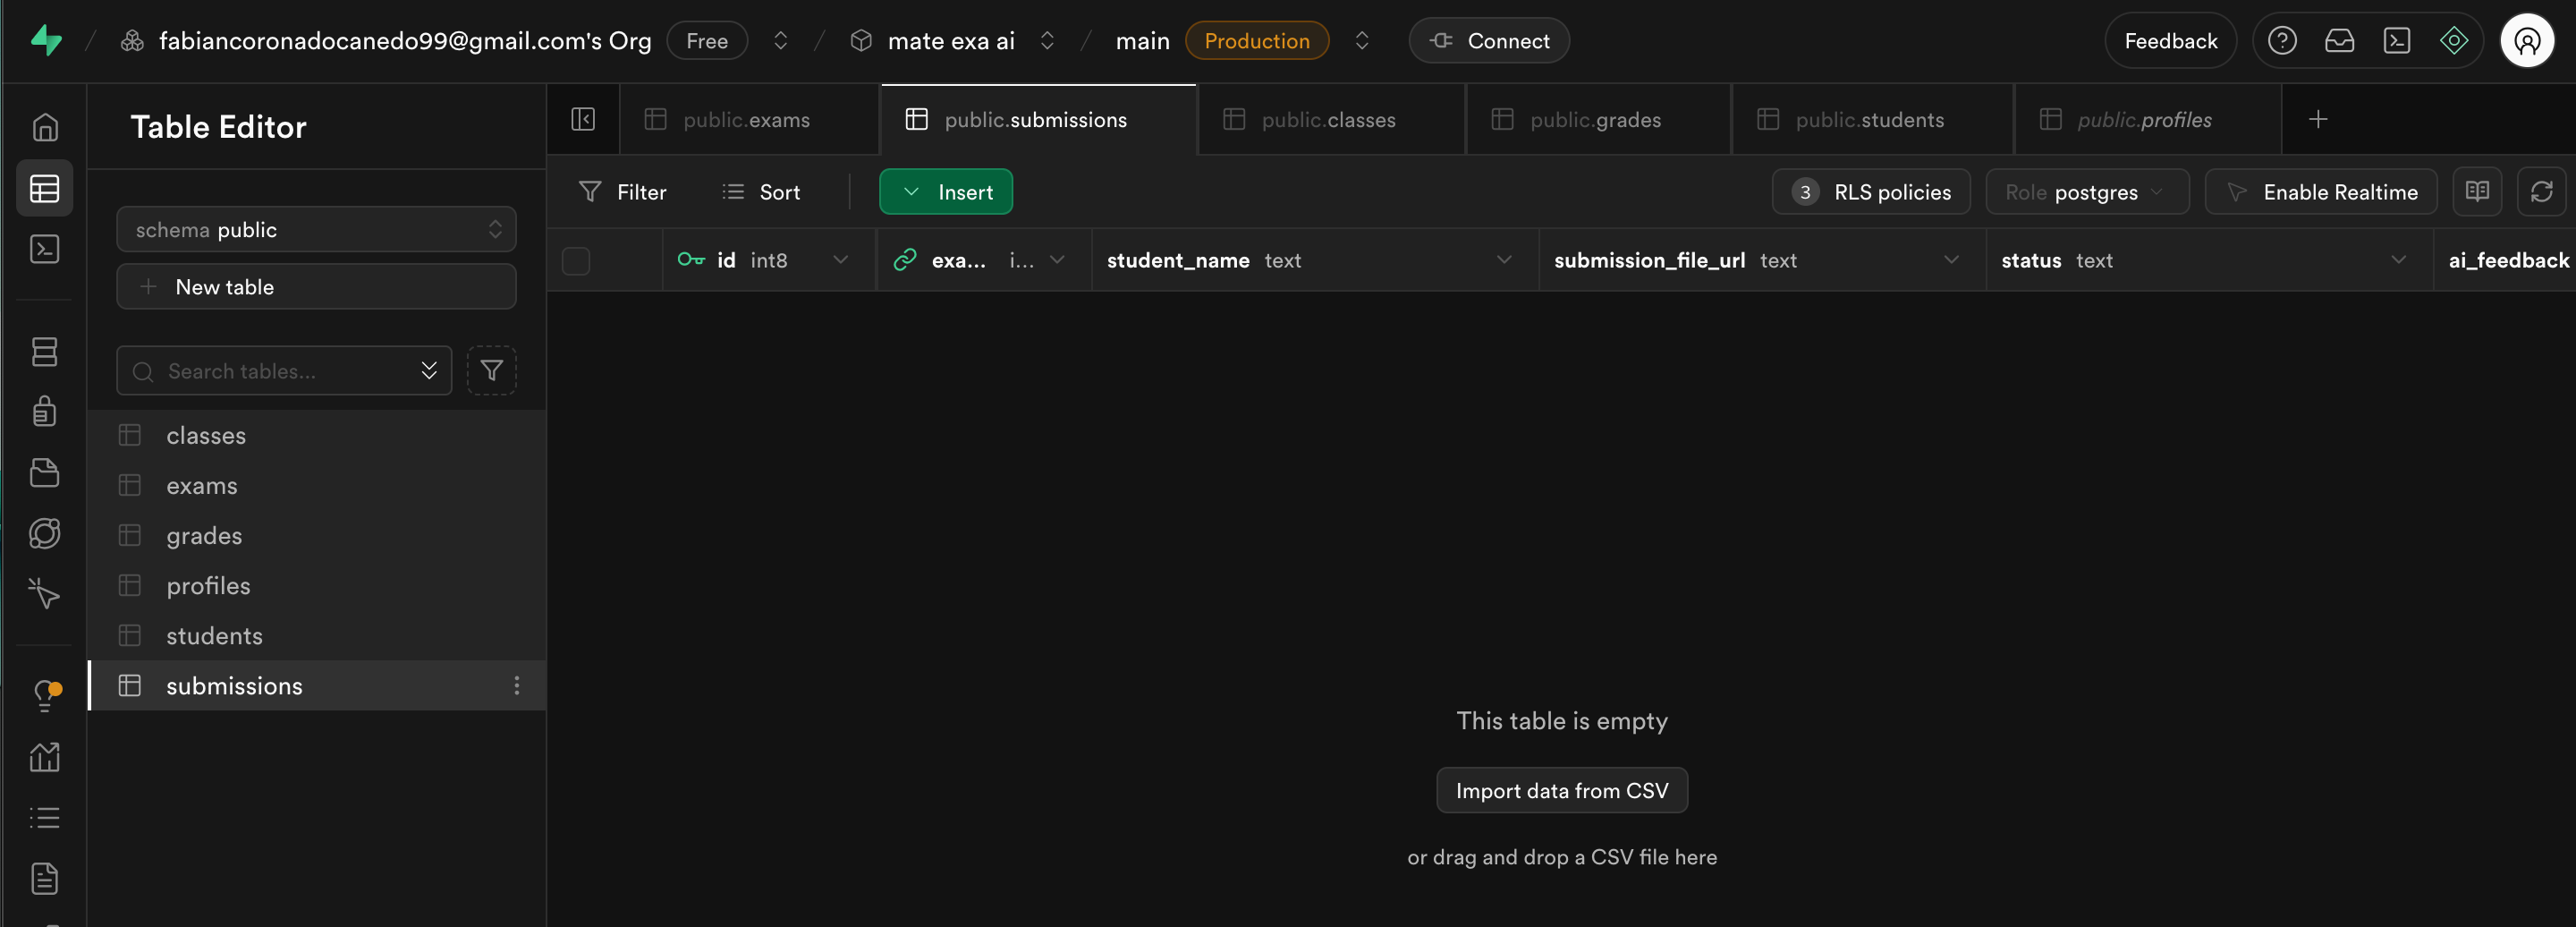 fabiancoronadocanedo99@gmail.com's Org Free / mate exa ai / main Production Connect Feedback
Table Editor
public.exams public.submissions public.classes public.grades public.students public.profiles
Filter Sort Insert 3 RLS policies Role postgres Enable Realtime
schema public
id int8 exa... i... student_name text submission_file_url text status text ai_feedback
New table
Search tables...
classes
exams
grades
profiles
students
submissions
This table is empty
Import data from CSV
or drag and drop a CSV file here